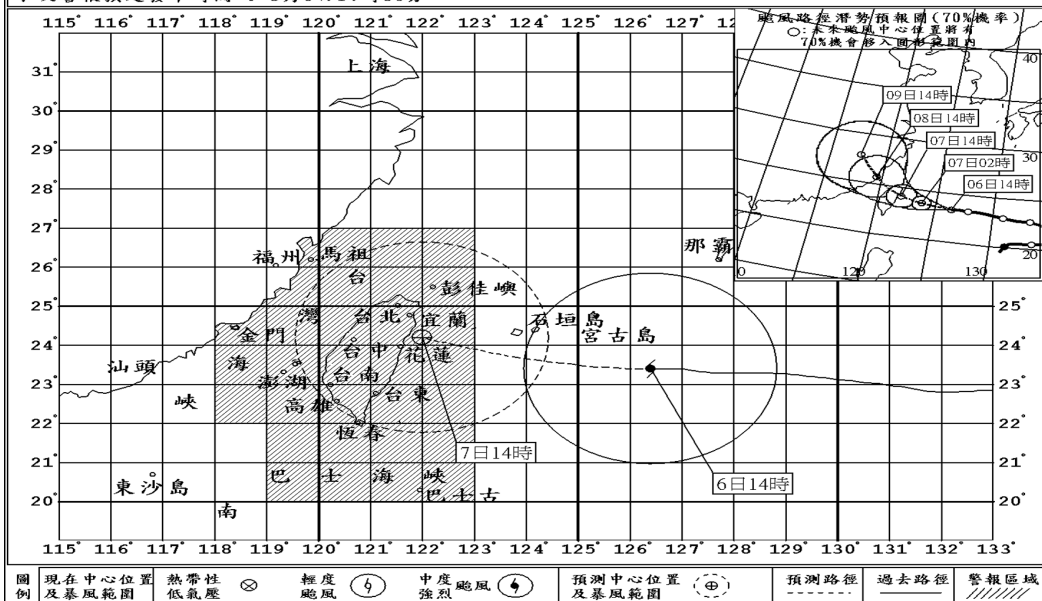 颱風路徑潛勢預報圖(70%機率)
○:未來颱風中心位置將有
70%機會移入圖形範圍內
40
09日14時
08日14時
07日14時
30
07日02時
06日14時
20
0 120 130
115° 116° 117° 118° 119° 120° 121° 122° 123° 124° 125° 126° 127° 128°
31° 上海
30°
29°
28°
27°
26° 福州 馬祖 那霸
台
彭佳嶼
25° 25°
灣 台北 宜蘭 石垣島
金門 宮古島
24° 24°
海 台中 花蓮
汕頭
澎湖 台南
23° 23°
峽 高雄 台東
22° 22°
恆春
7日14時
21° 21°
巴士海峽 6日14時
東沙島 巴士古
20° 20°
南
115° 116° 117° 118° 119° 120° 121° 122° 123° 124° 125° 126° 127° 128° 129° 130° 131° 132° 133°
圖例
現在中心位置及暴風範圍
熱帶性低氣壓
輕度颱風
中度強烈颱風
預測中心位置及暴風範圍
預測路徑
過去路徑
警報區域